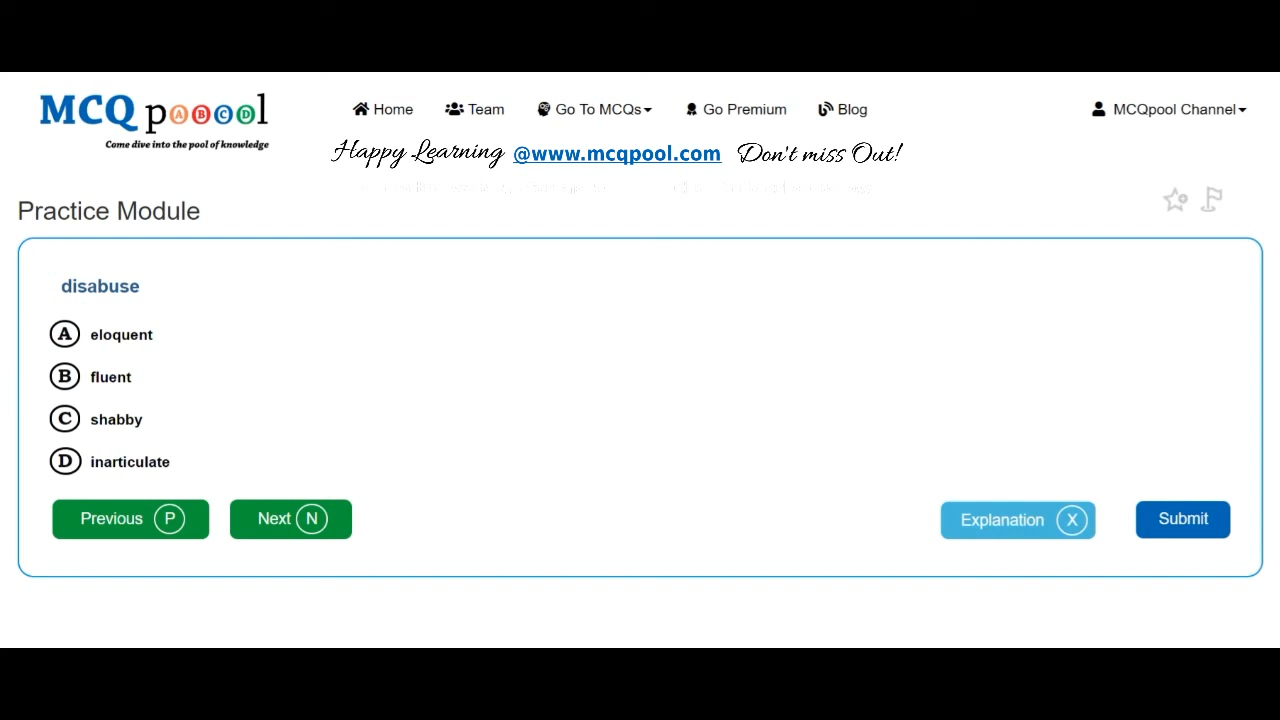 MCQ pooool
A B C D
Come dive into the pool of knowledge
Home Team Go To MCQs Go Premium Blog MCQpool Channel
Happy Learning @www.mcqpool.com Don't miss Out!
Practice Module
disabuse
A eloquent
B fluent
C shabby
D inarticulate
Previous P Next N Explanation X Submit